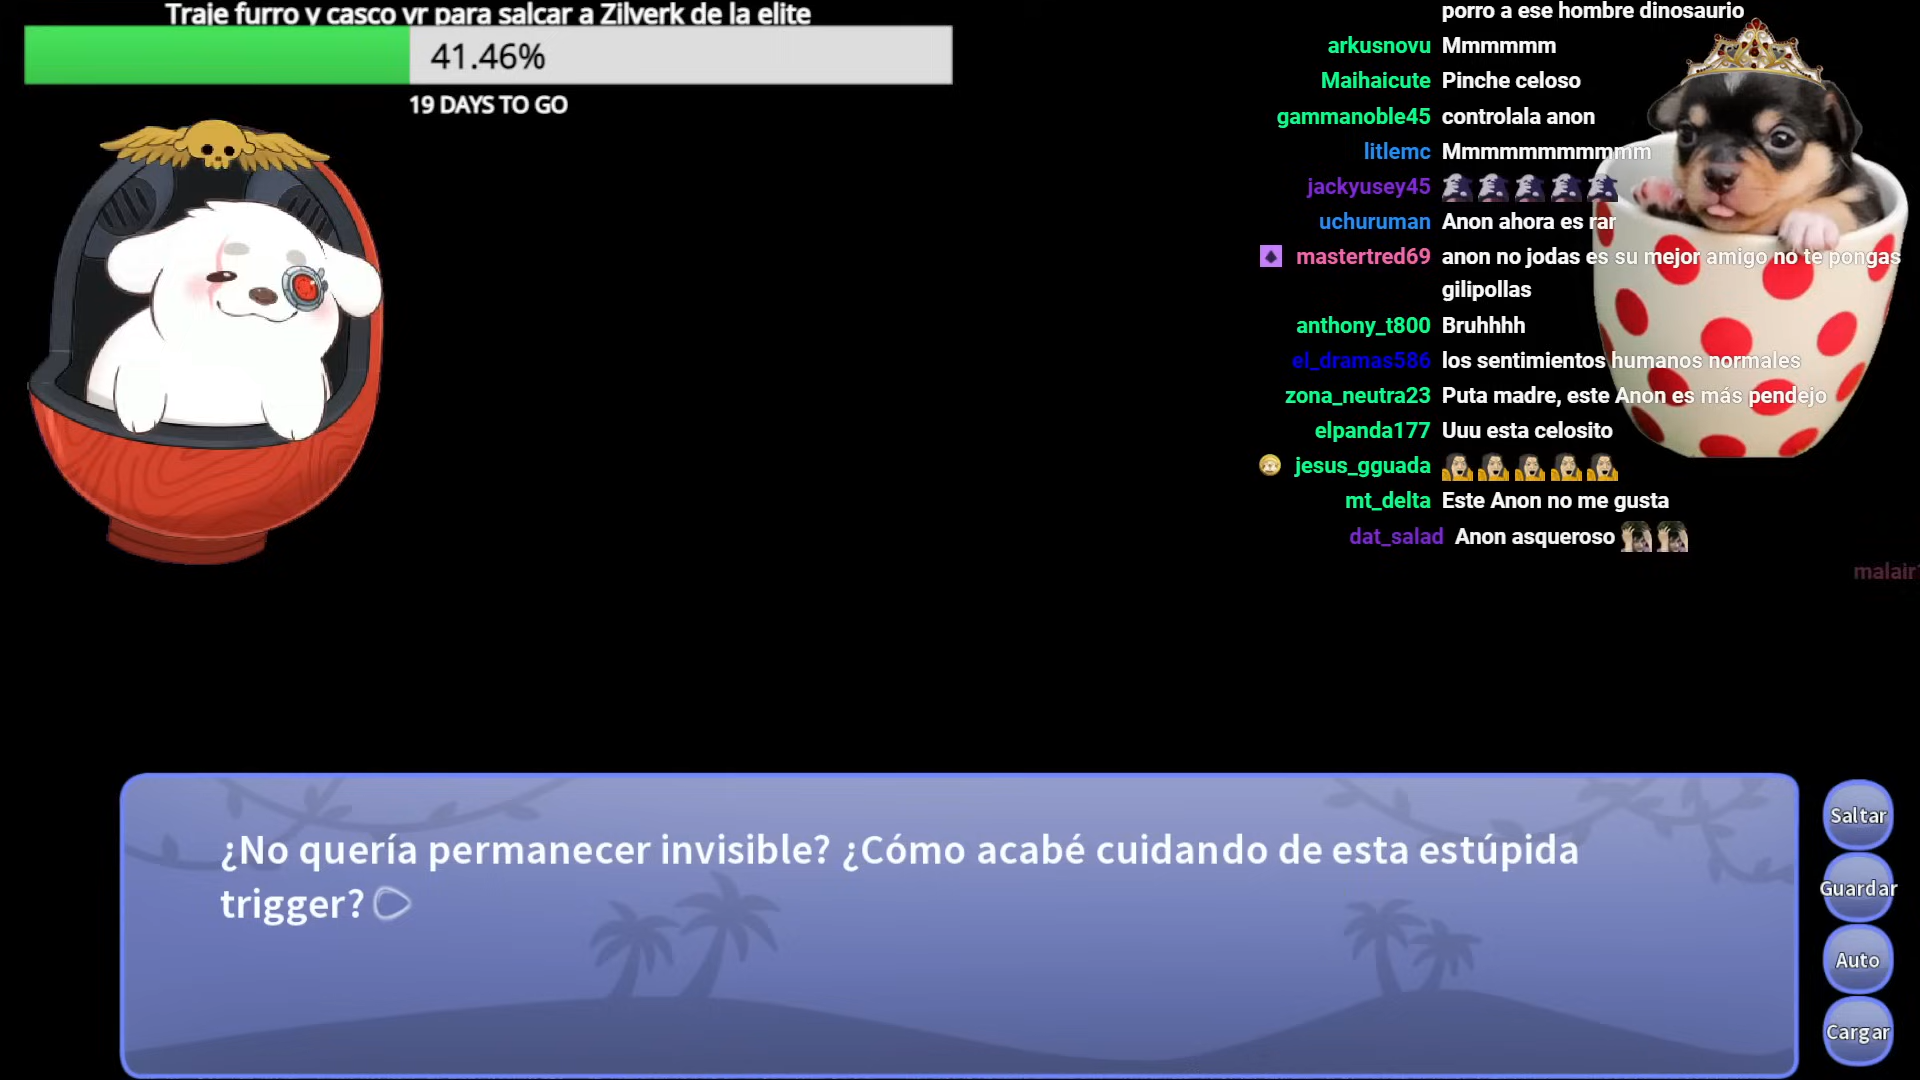 Traje furro y casco vr para salcar a Zilverk de la elite
41.46%
19 DAYS TO GO
porro a ese hombre dinosaurio
arkusnovu Mmmmmm
Maihaicute Pinche celoso
gammanoble45 controlala anon
litlemc Mmmmmmmmmmm
jackyusey45
uchuruman Anon ahora es rar
mastertred69 anon no jodas es su mejor amigo no te pongas
gilipollas
anthony_t800 Bruhhhh
el_dramas586 los sentimientos humanos normales
zona_neutra23 Puta madre, este Anon es más pendejo
elpanda177 Uuu esta celosito
jesus_gguada
mt_delta Este Anon no me gusta
dat_salad Anon asqueroso
¿No quería permanecer invisible? ¿Cómo acabé cuidando de esta estúpida
trigger?
Saltar
Guardar
Auto
Cargar